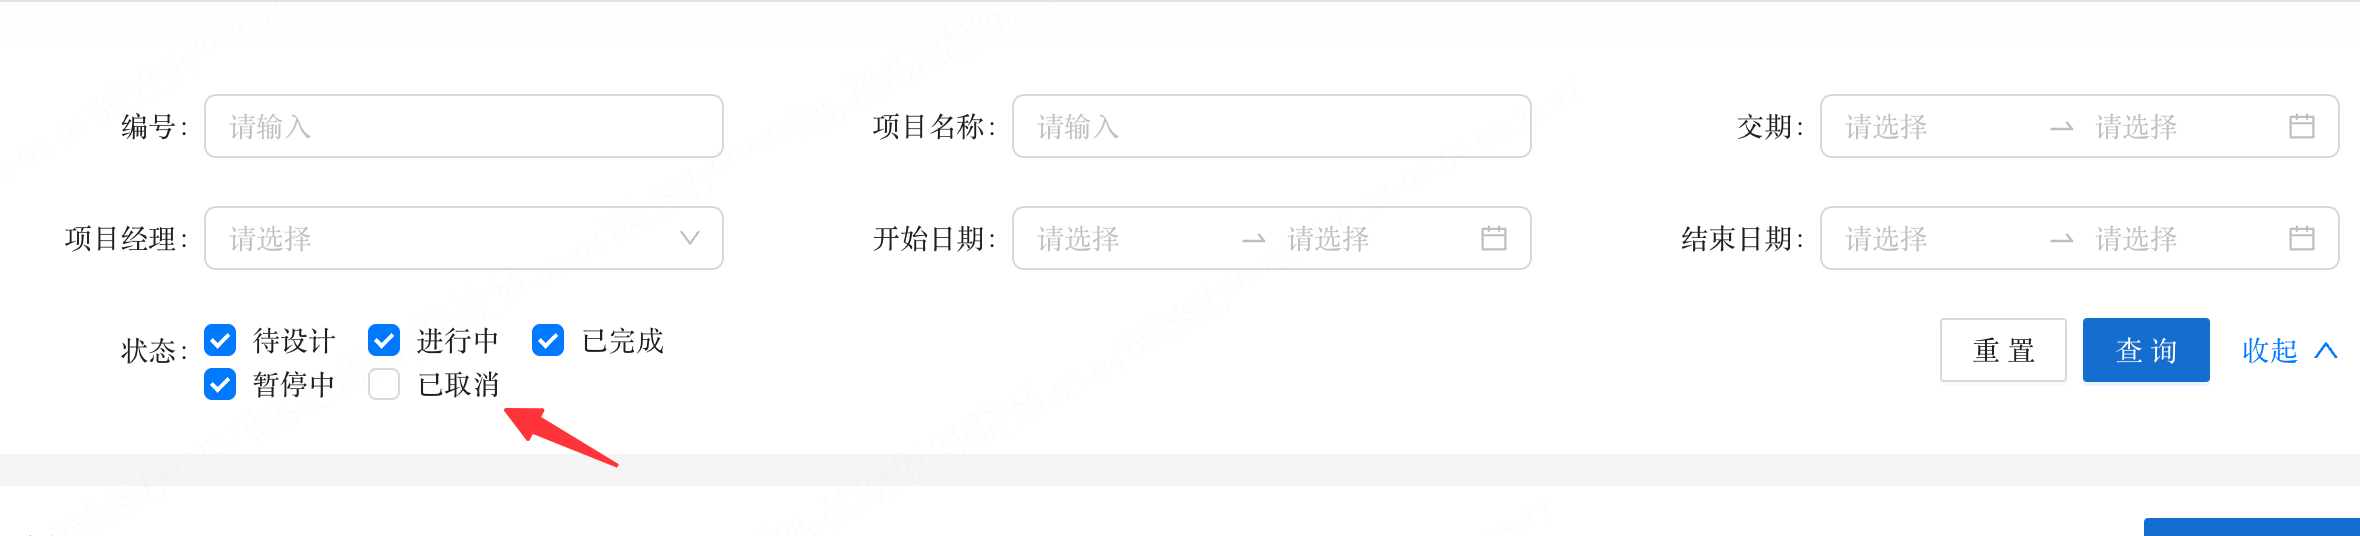 编号： 请输入 项目名称： 请输入 交期： 请选择 请选择
项目经理： 请选择 开始日期： 请选择 请选择 结束日期： 请选择 请选择
状态： 待设计 进行中 已完成 重置 查询 收起
暂停中 已取消